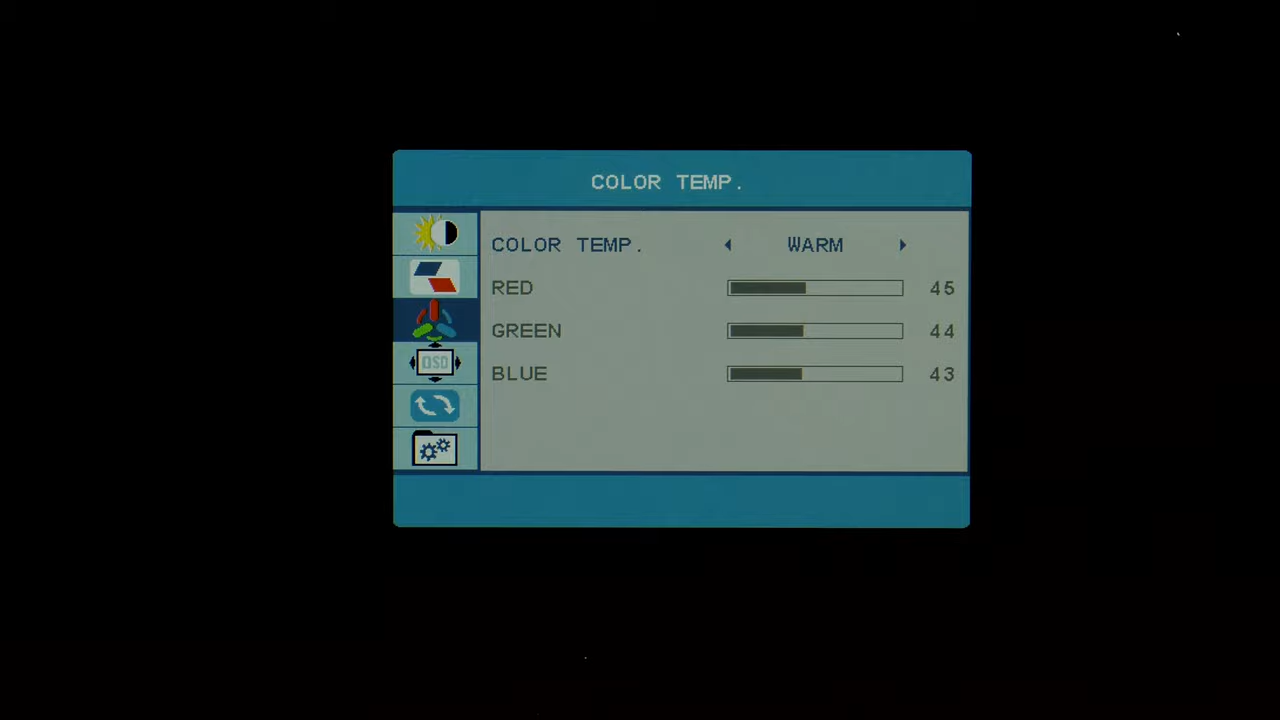 COLOR TEMP.
COLOR TEMP. WARM
RED 45
GREEN 44
BLUE 43
OSD